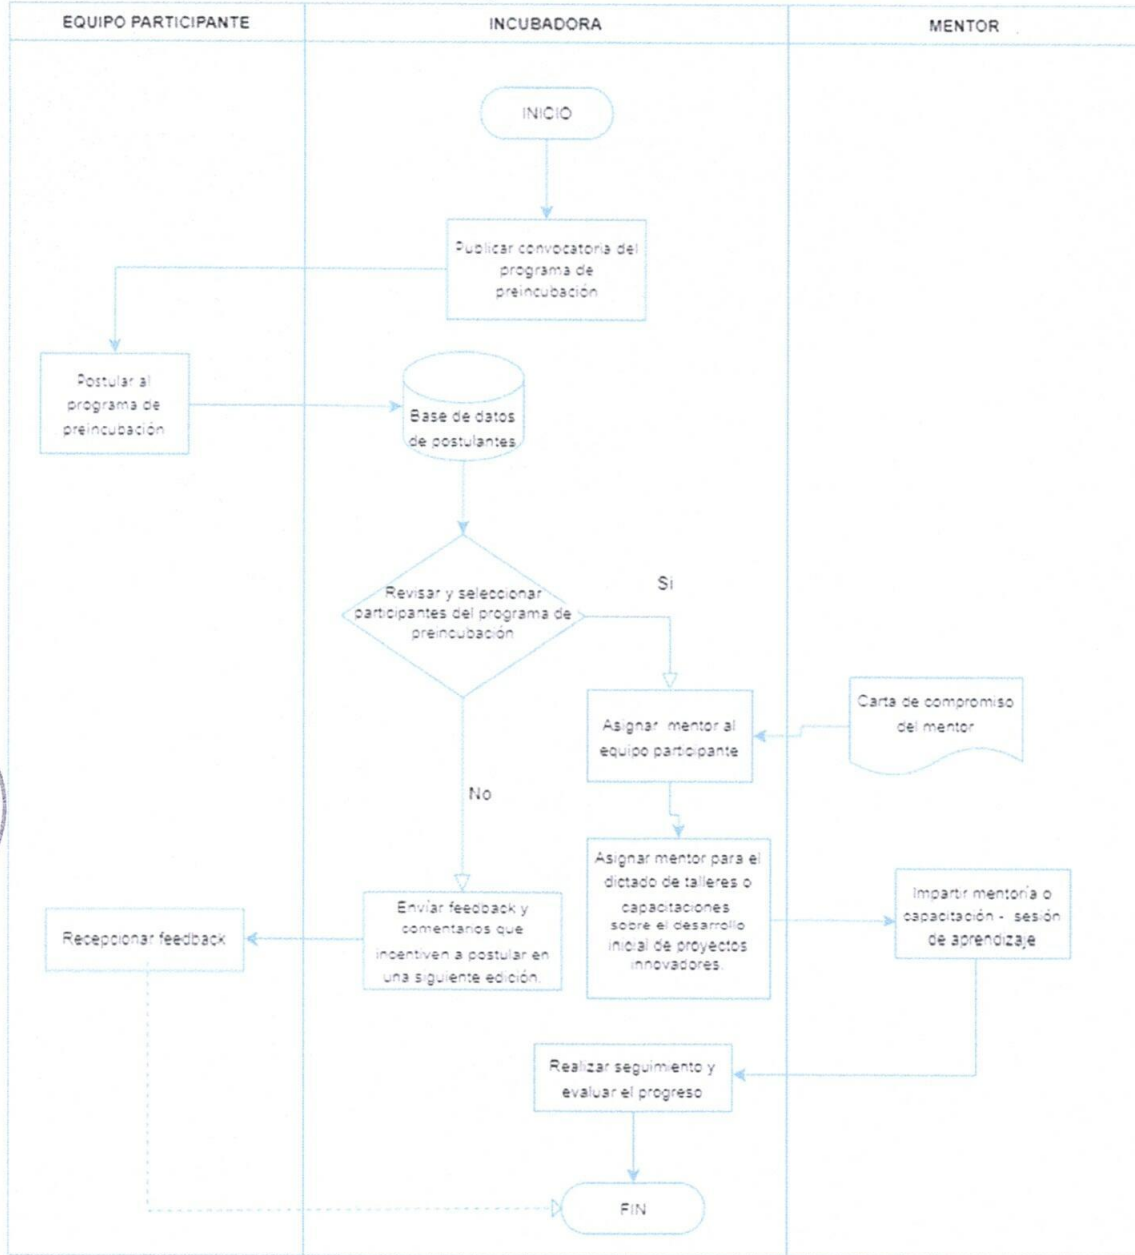 EQUIPO PARTICIPANTE
INCUBADORA
MENTOR
INICIO
Publicar convocatoria del
programa de
preincubación
Postular al
programa de
preincubación
Base de datos
de postulantes
Revisar y seleccionar
participantes del programa de
preincubación
Si
No
Asignar mentor al
equipo participante
Carta de compromiso
del mentor
Asignar mentor para el
dictado de talleres o
capacitaciones
sobre el desarrollo
inicial de proyectos
innovadores.
Impartir mentoría o
capacitación - sesión
de aprendizaje
Envíar feedback y
comentarios que
incentiven a postular en
una siguiente edición.
Recepcionar feedback
Realizar seguimiento y
evaluar el progreso
FIN